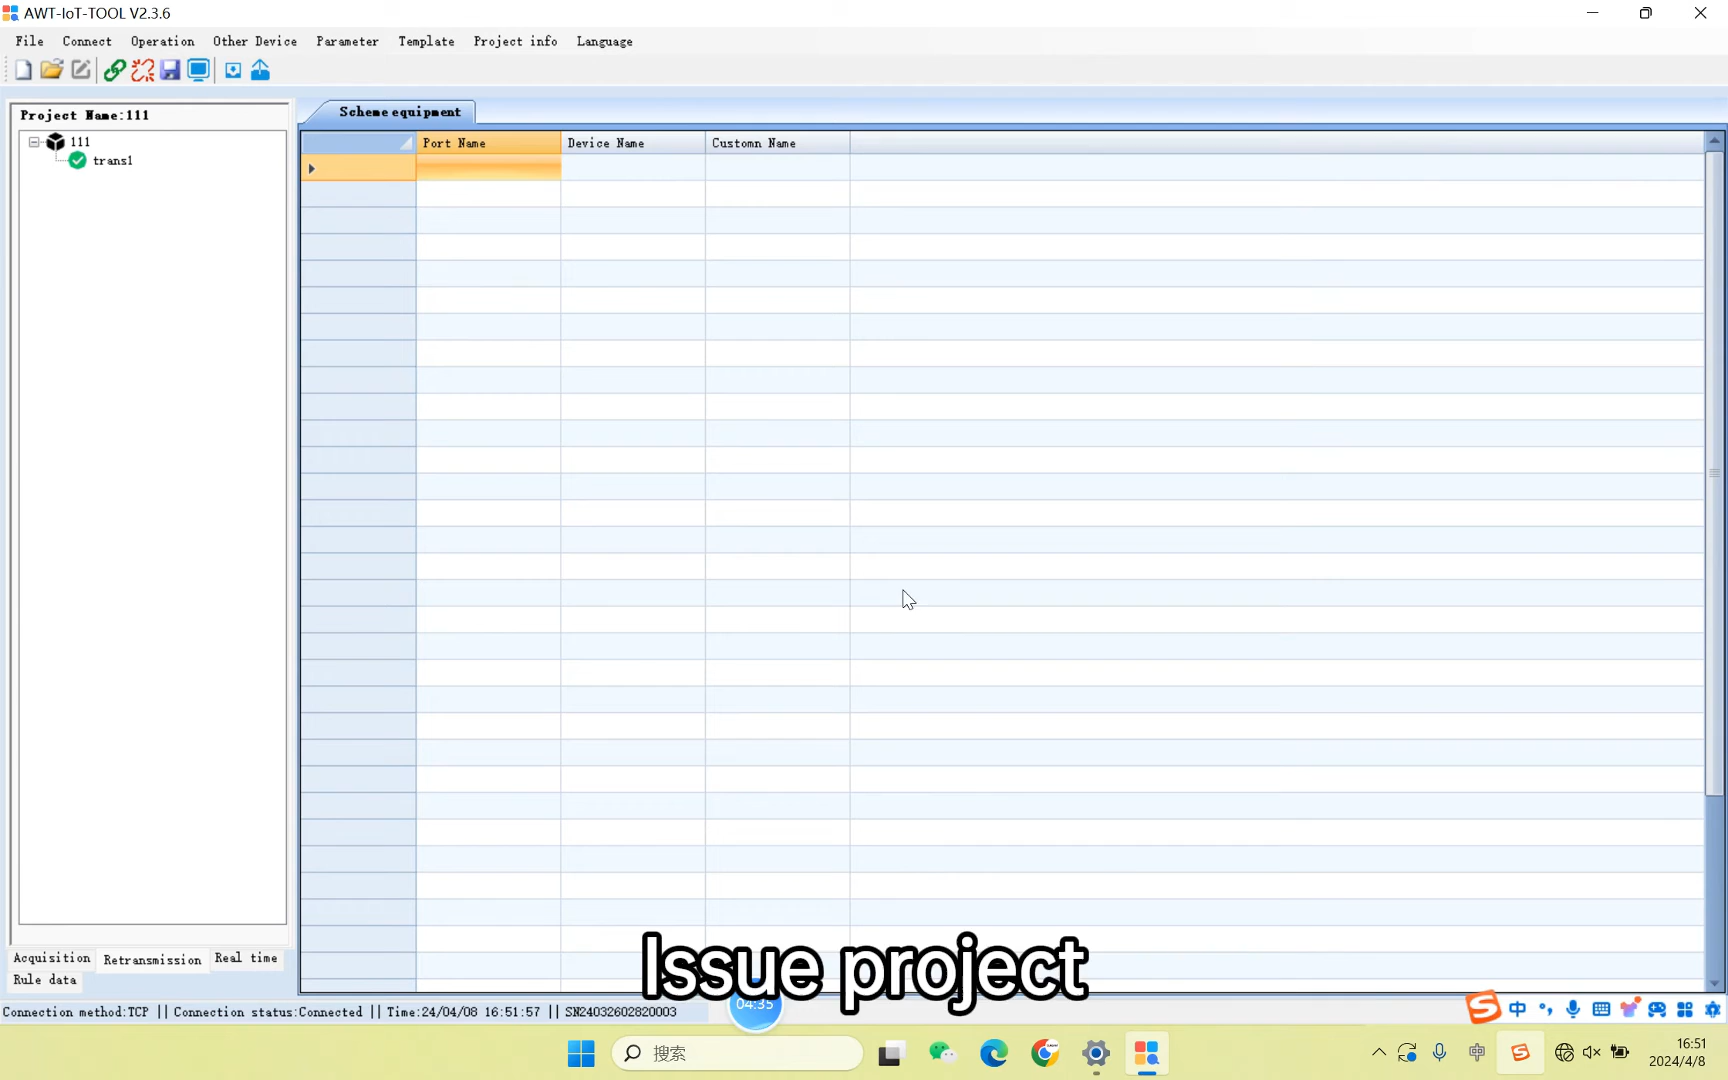 AWT-IoT-TOOL V2.3.6
File Connect Operation Other Device Parameter Template Project info Language
Project Name:111
111
trans1
Scheme equipment
Port Name Device Name Customn Name
Acquisition Retransmission Real time
Rule data
Issue project
04:35
Connection method:TCP || Connection status:Connected || Time:24/04/08 16:51:57 || SN24032602820003
中
搜索
中
16:51
2024/4/8